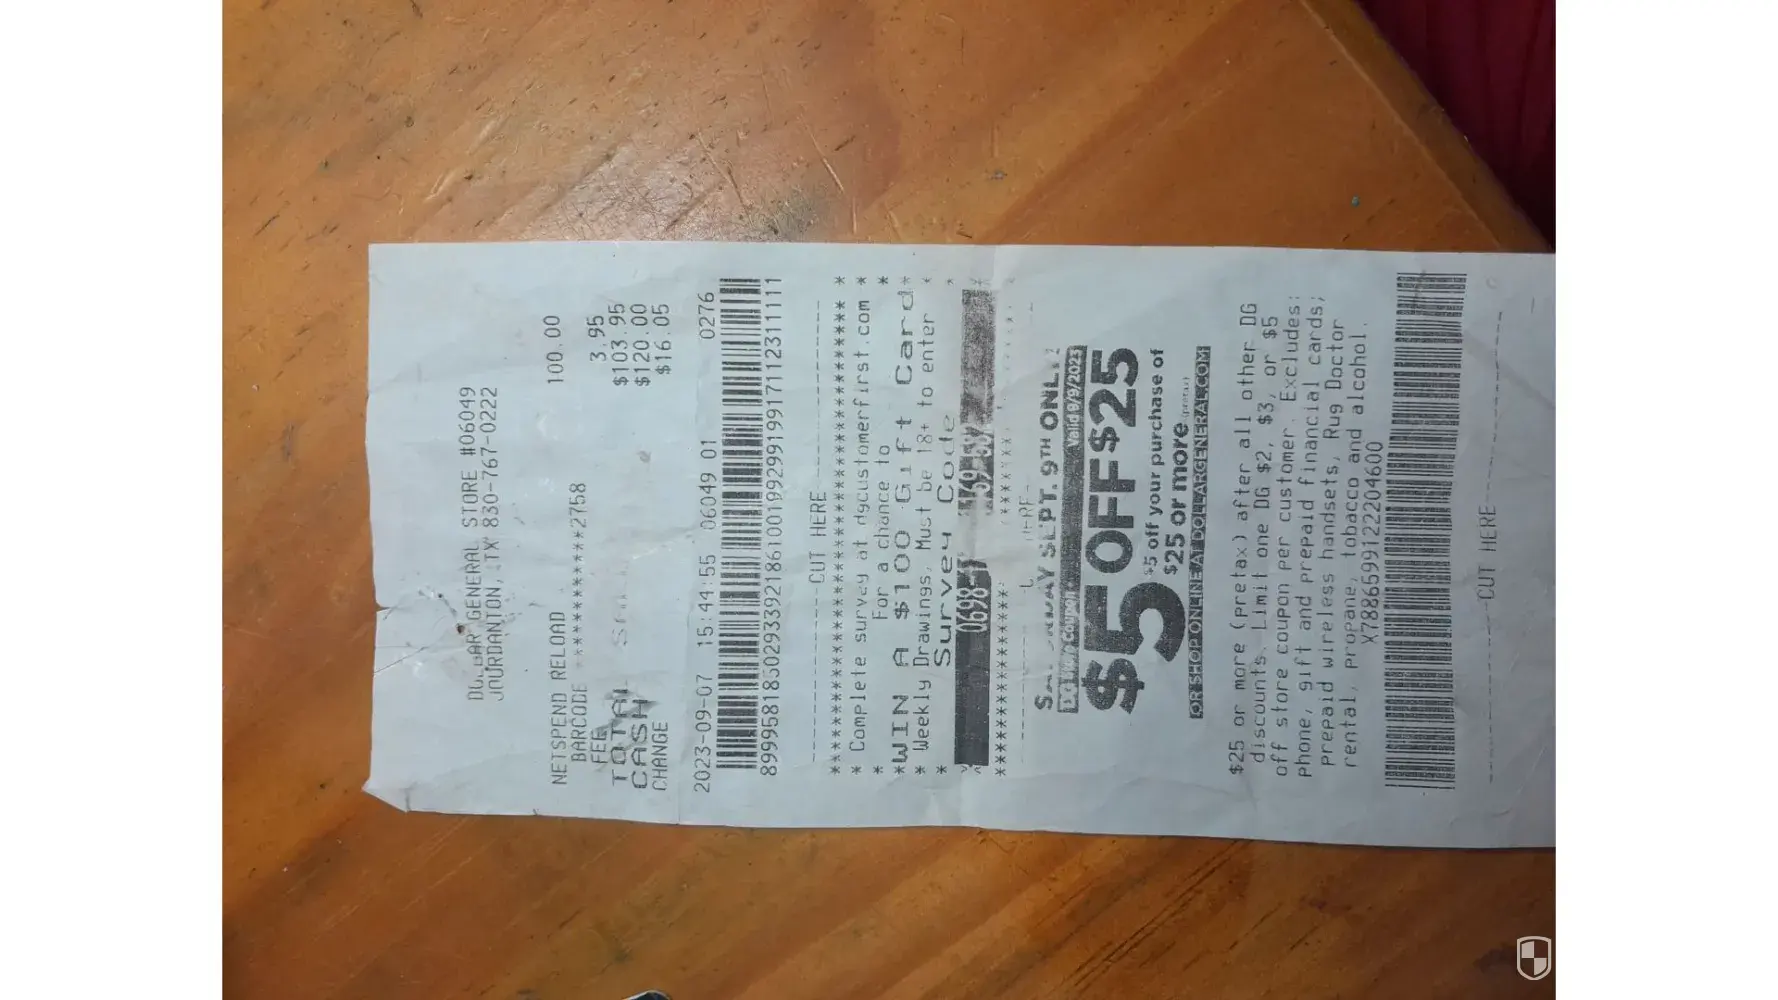 DOLLAR GENERAL STORE #06049
JOURDANTON, TX 830-767-0222
NETSPEND RELOAD 100.00
BARCODE ************2758
FEE 3.95
TOTAL $103.95
CASH $120.00
CHANGE $16.05
2023-09-07 15:44:55 06049 01 0276
CUT HERE
* Complete survey at dgcustomerfirst.com *
* For a chance to *
*WIN A $100 Gift Card*
* Weekly Drawings, Must be 18+ to enter *
* Survey Code *
SEPT. 9TH ONLY!
Valid 9/9/2023
$5 OFF $25
$5 off your purchase of
$25 or more (pretax)
OR SHOP ONLINE AT DOLLARGENERAL.COM
$25 or more (pretax) after all other DG
discounts. Limit one DG $2, $3, or $5
off store coupon per customer. Excludes:
phone, gift and prepaid financial cards;
prepaid wireless handsets, Rug Doctor
rental, propane, tobacco and alcohol.
X78866991222204600
CUT HERE